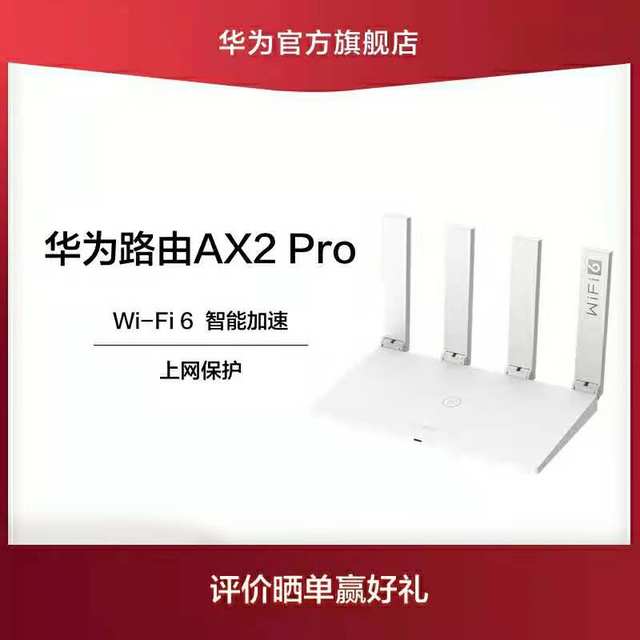 华为官方旗舰店
华为路由AX2 Pro
Wi-Fi 6 智能加速
上网保护
WiFi 6
评价晒单赢好礼